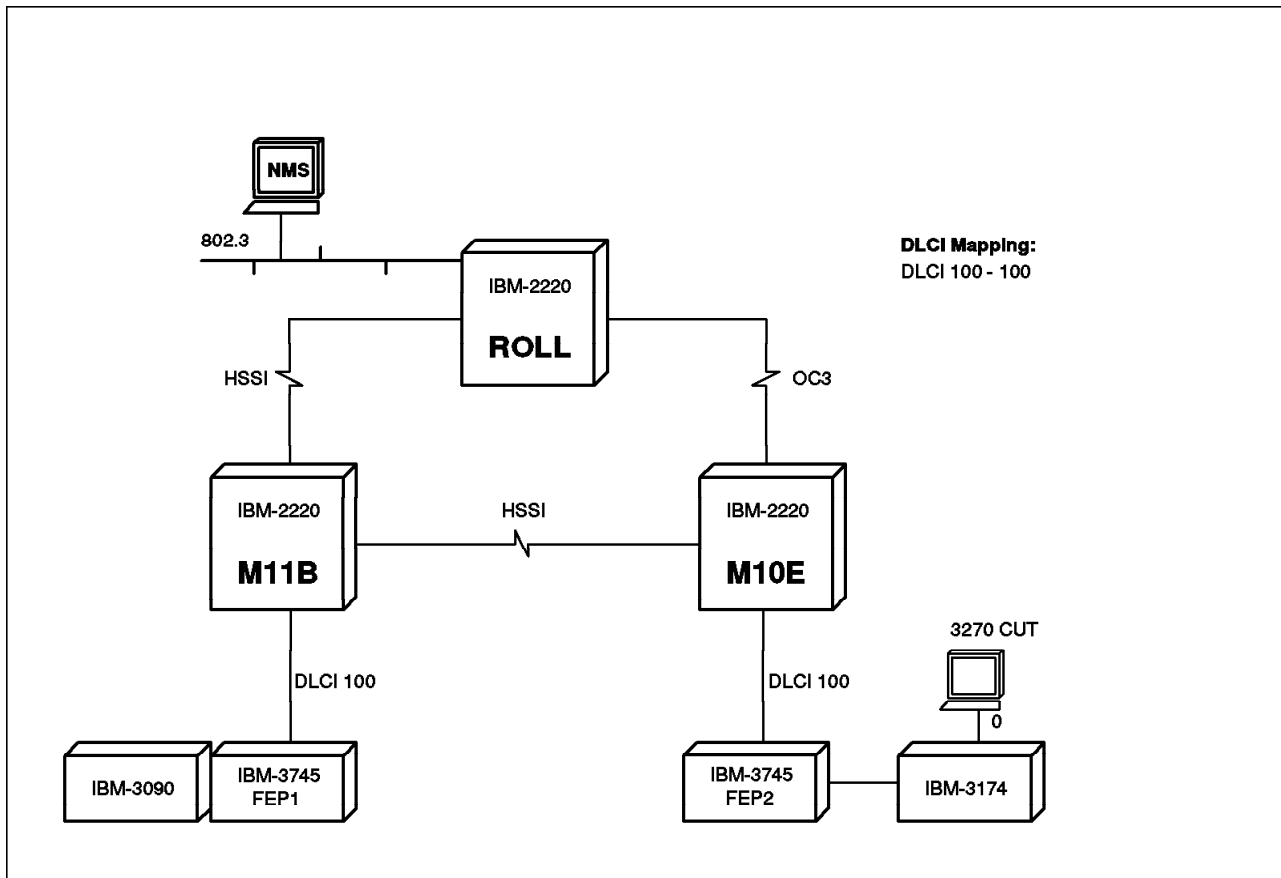 NMS
802.3
IBM-2220
ROLL
DLCI Mapping:
DLCI 100 - 100
HSSI
OC3
IBM-2220
M11B
HSSI
IBM-2220
M10E
3270 CUT
DLCI 100
DLCI 100
0
IBM-3090
IBM-3745
FEP1
IBM-3745
FEP2
IBM-3174